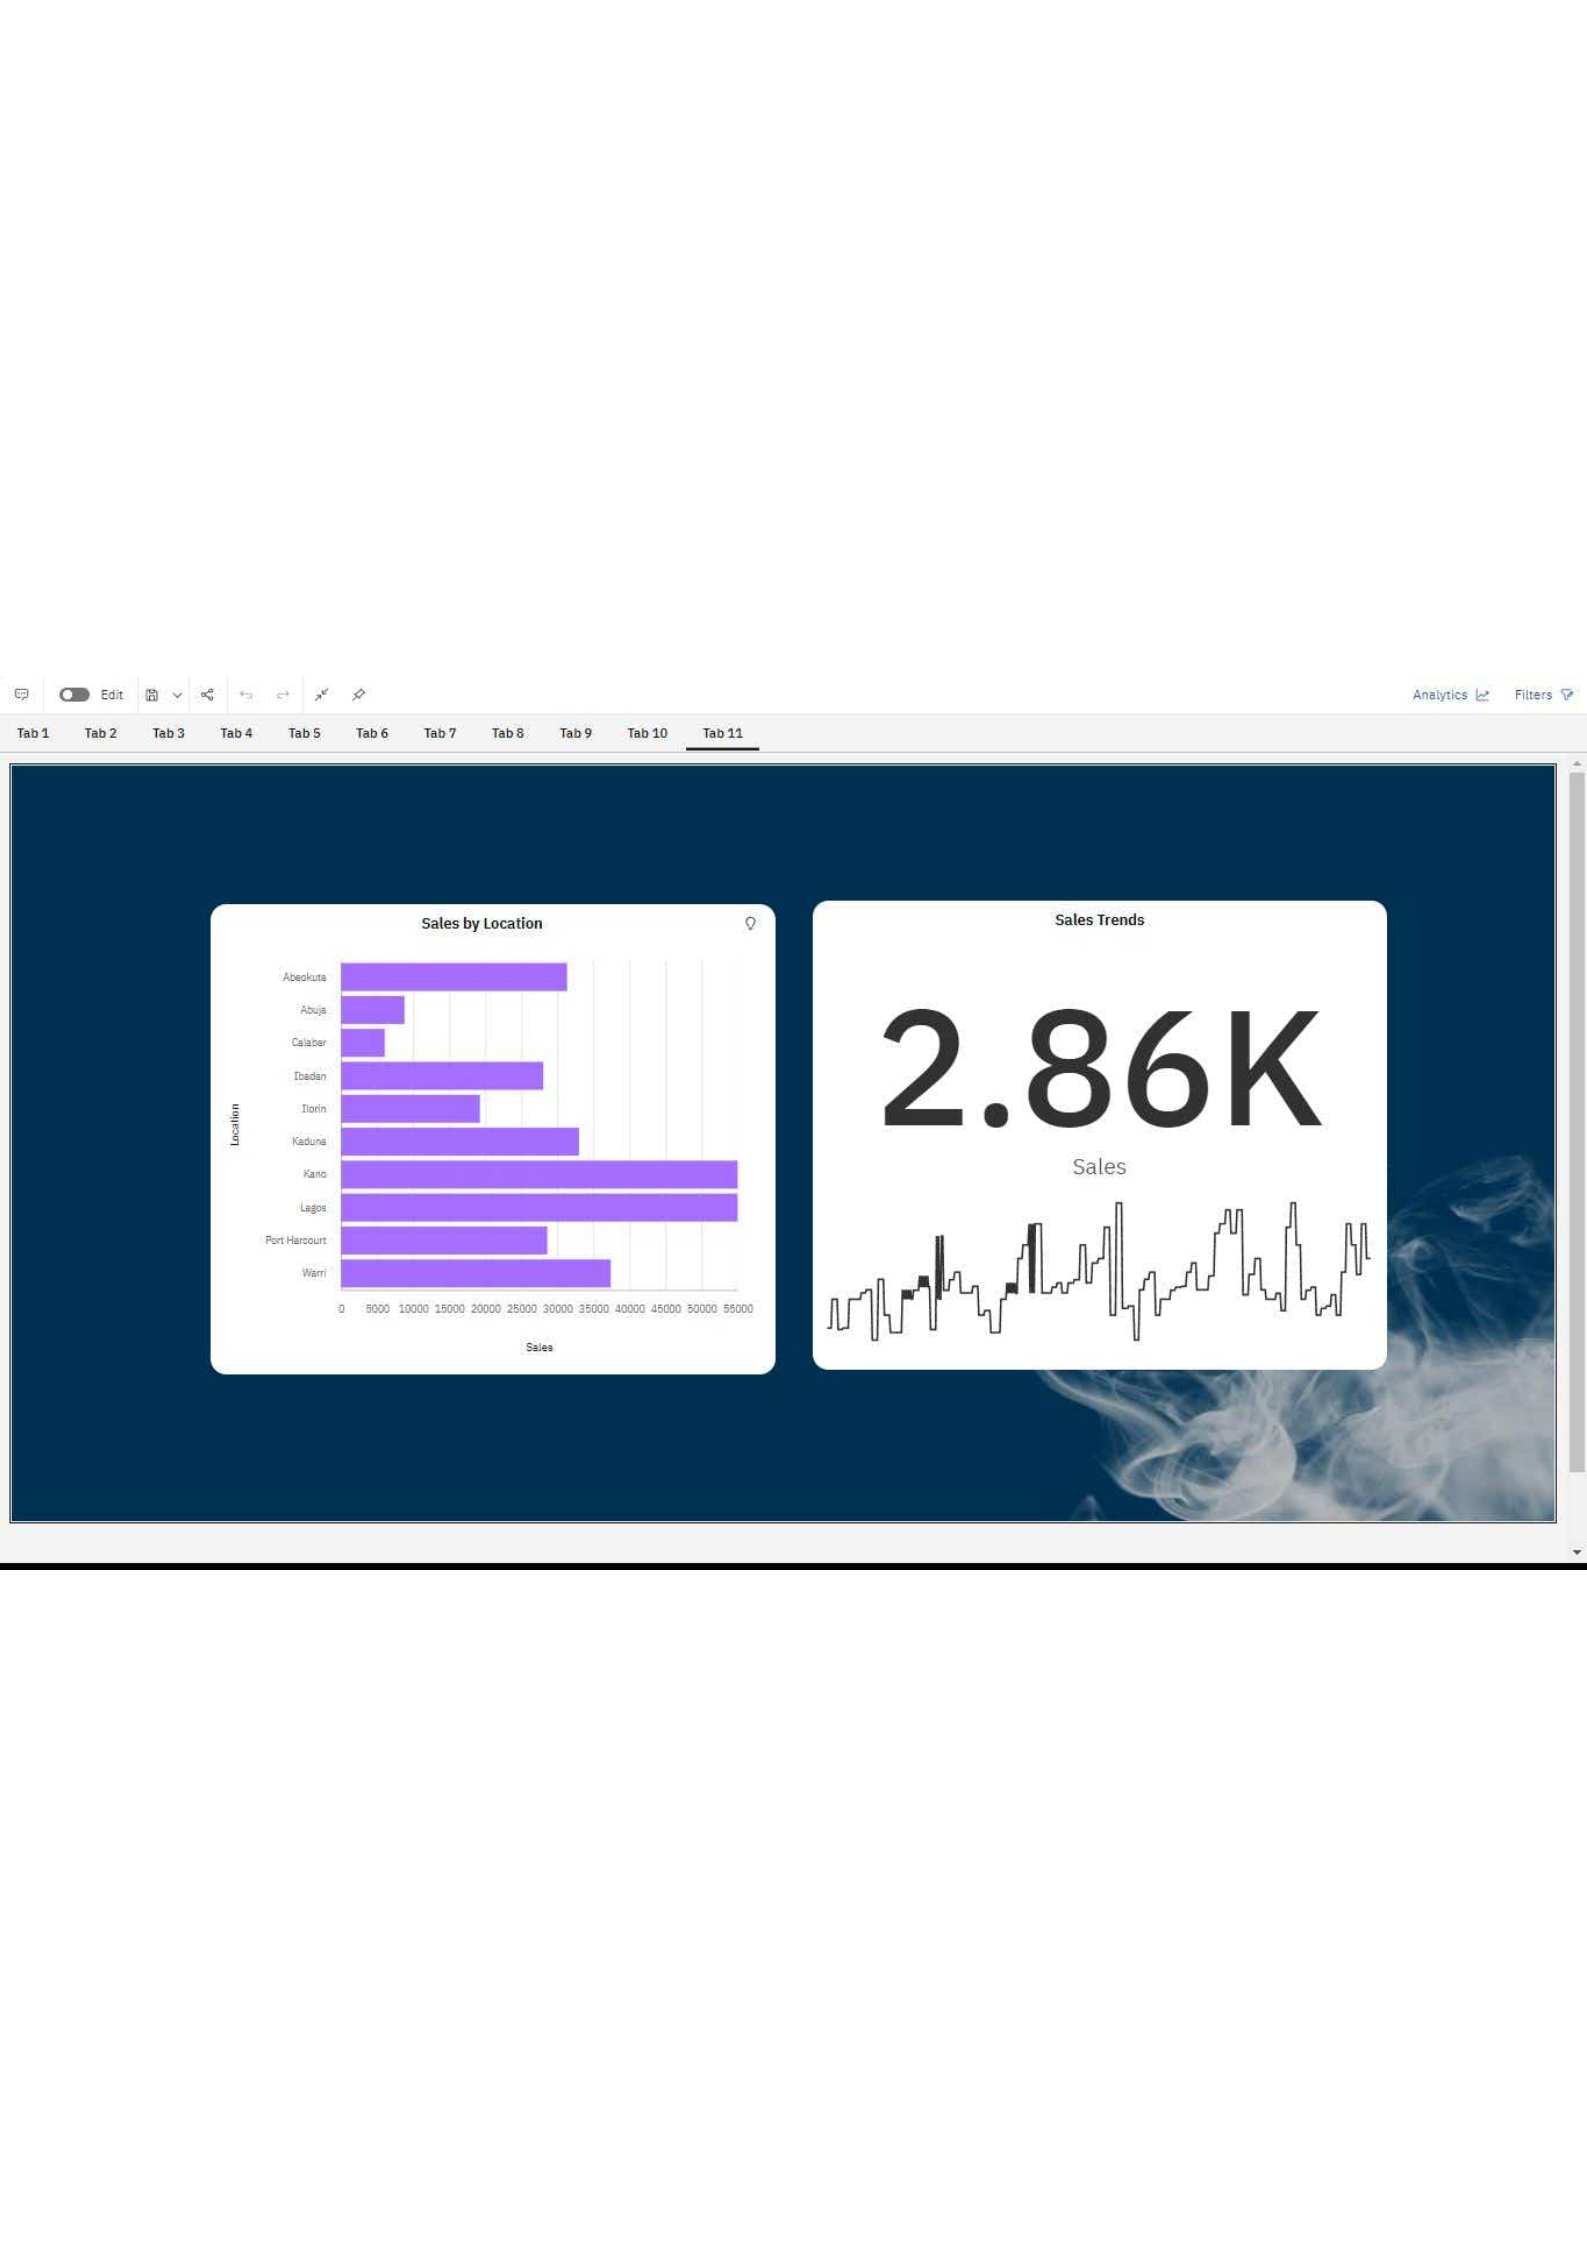 Edit
Analytics
Filters
Tab 1 Tab 2 Tab 3 Tab 4 Tab 5 Tab 6 Tab 7 Tab 8 Tab 9 Tab 10 Tab 11
Sales by Location
Location
Abeokuta
Abuja
Calabar
Ibadan
Ilorin
Kaduna
Kano
Lagos
Port Harcourt
Warri
0 5000 10000 15000 20000 25000 30000 35000 40000 45000 50000 55000
Sales
Sales Trends
2.86K
Sales